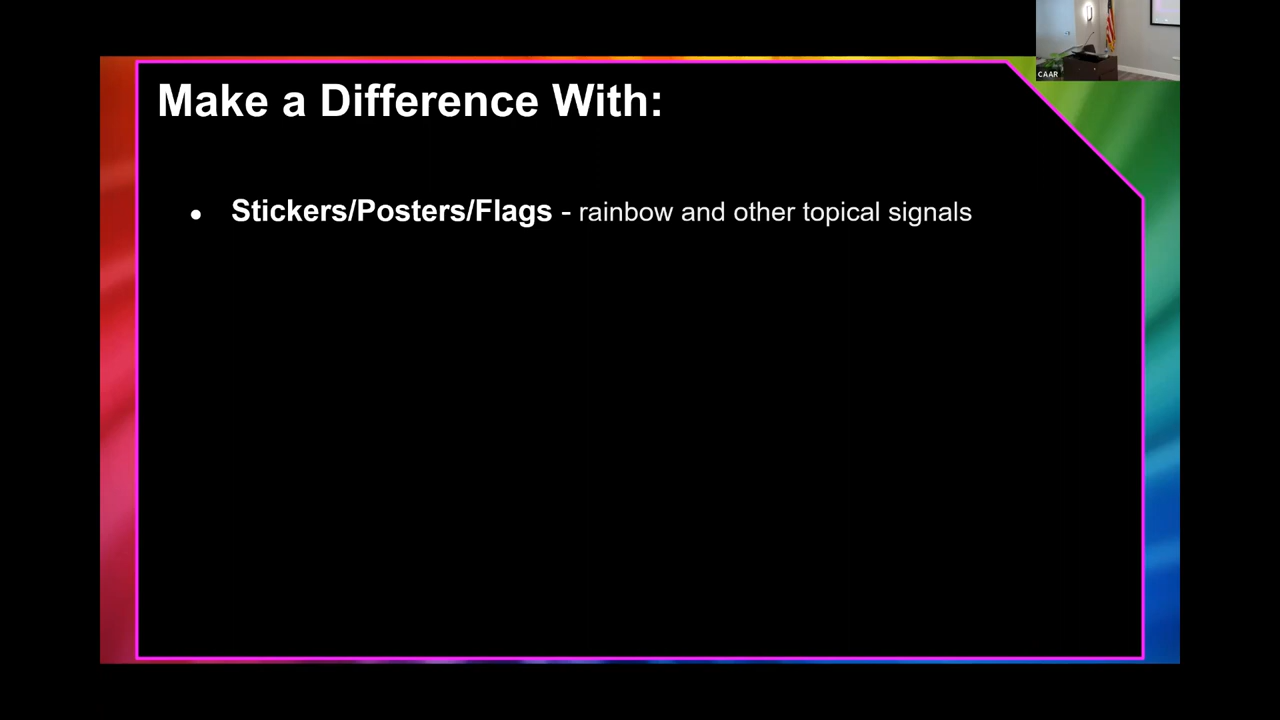 CAAR
Make a Difference With:
● Stickers/Posters/Flags - rainbow and other topical signals